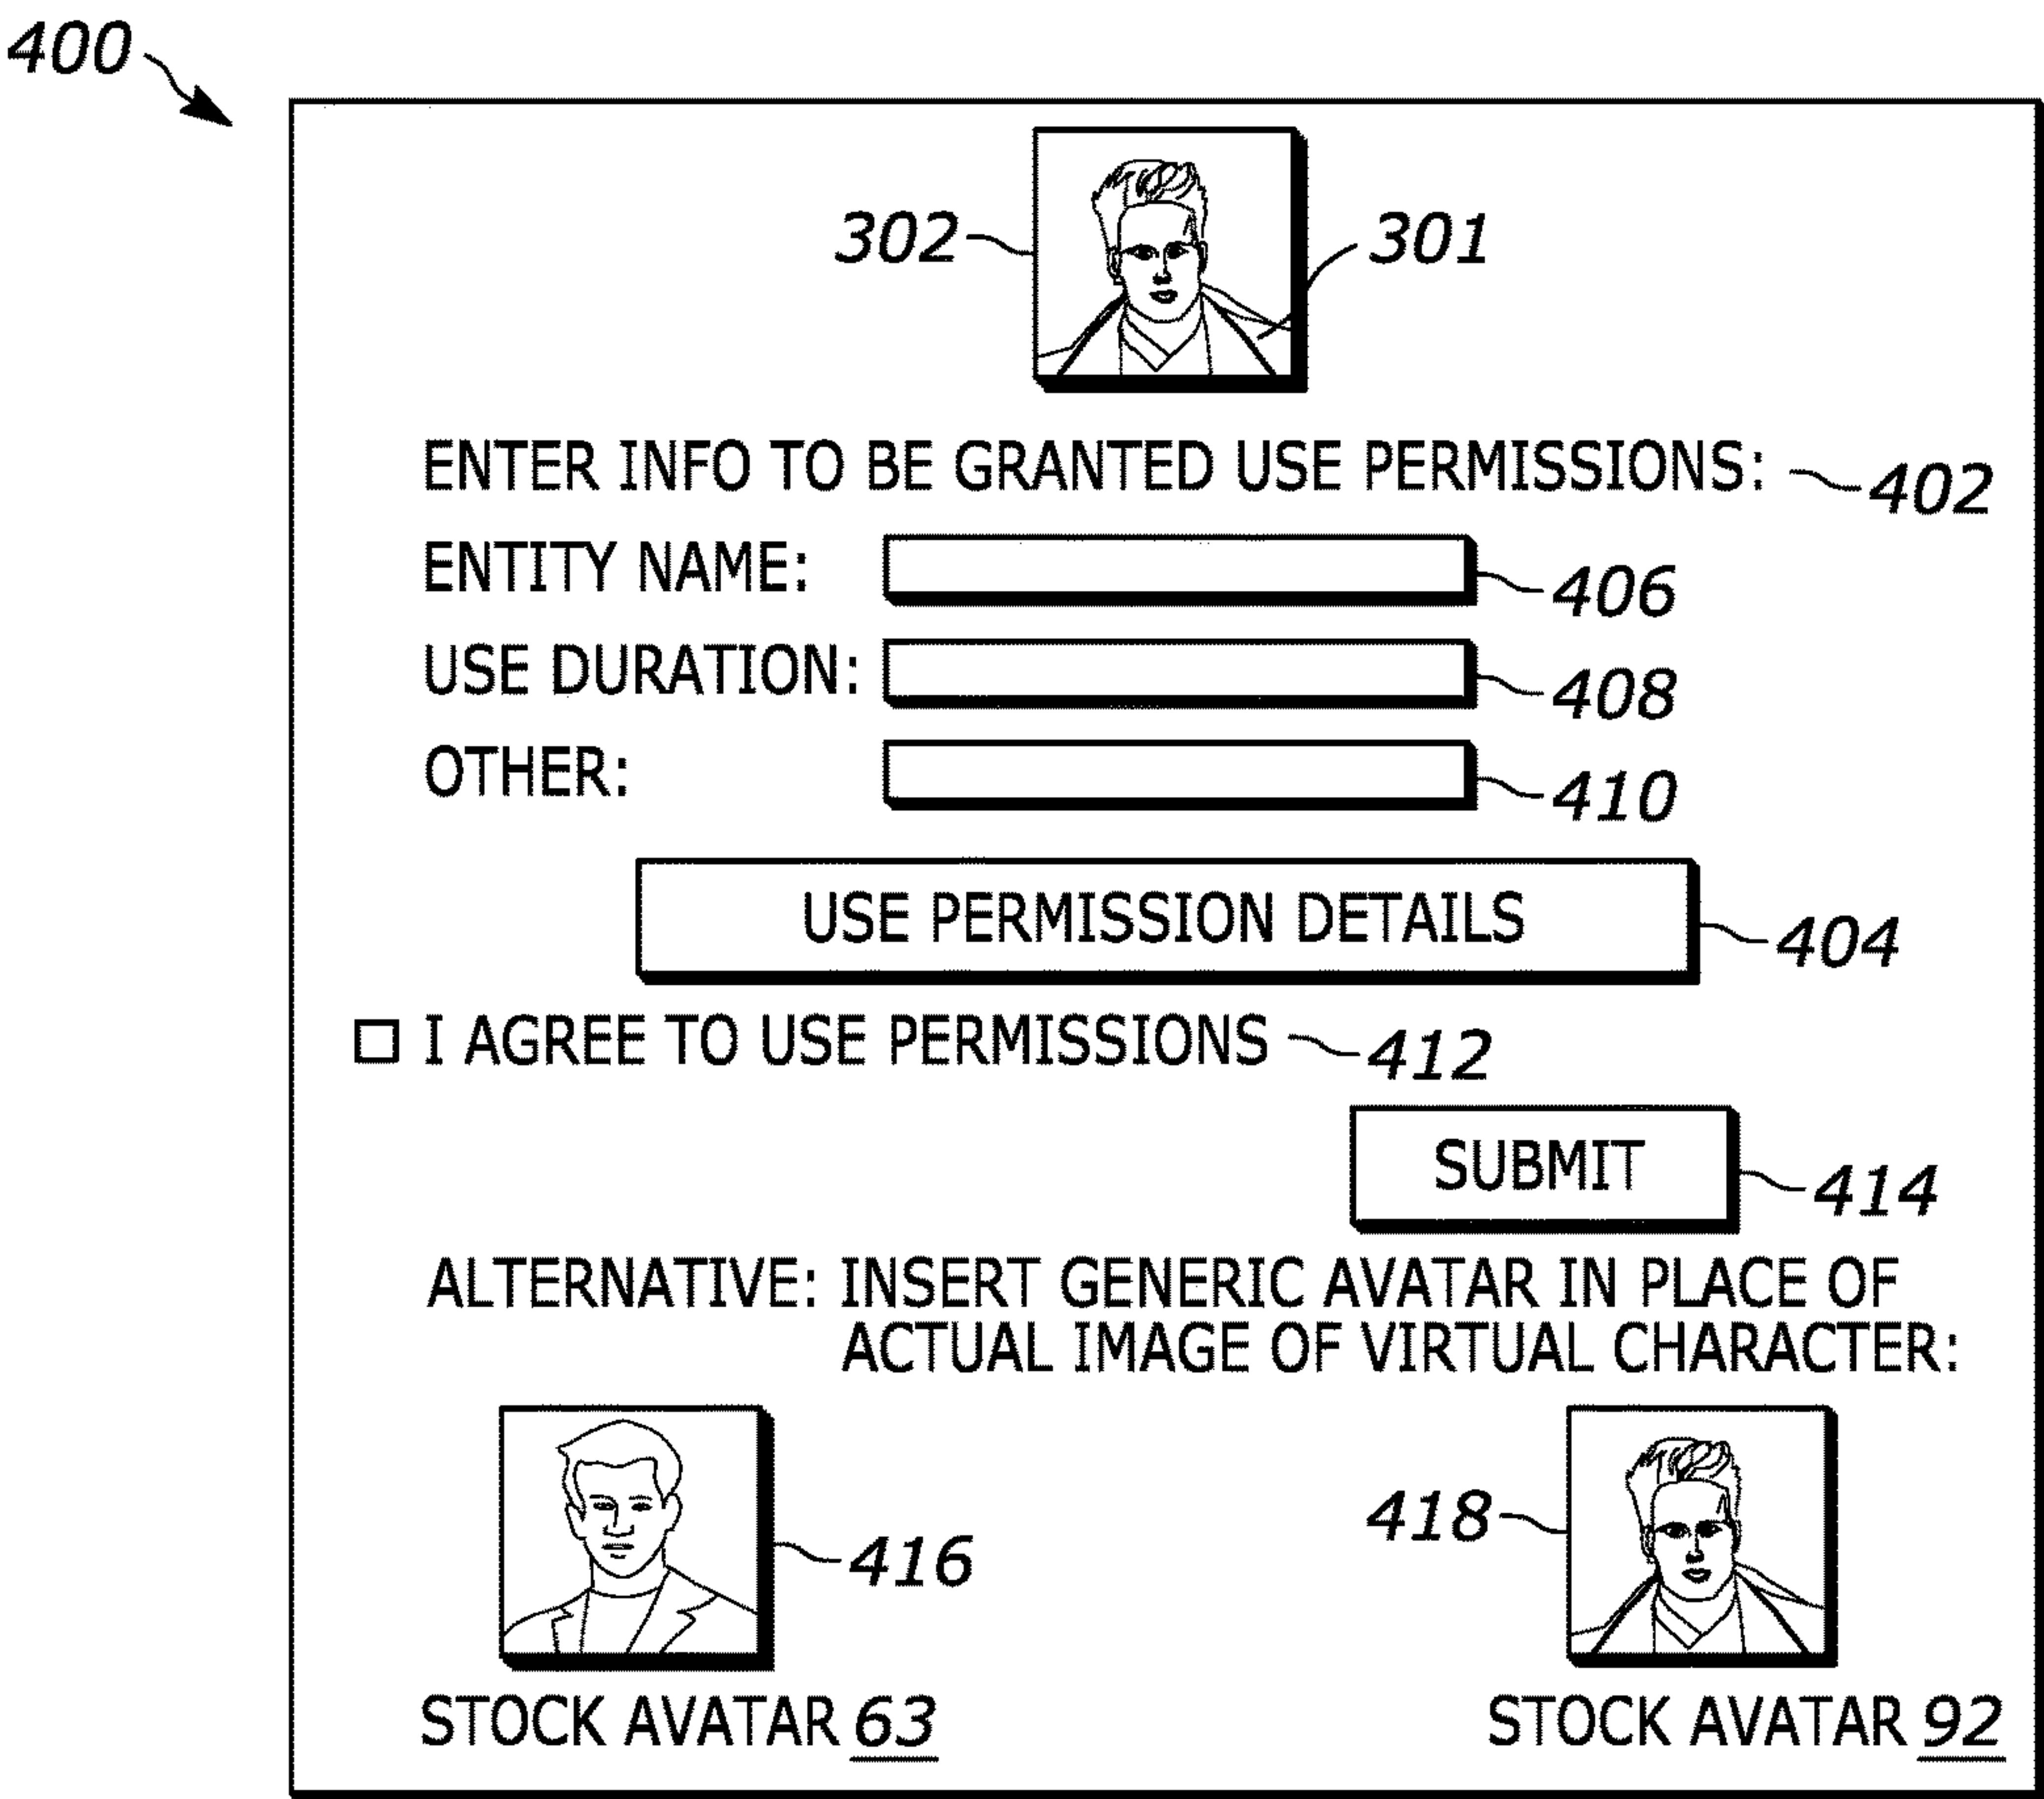 400
302
301
ENTER INFO TO BE GRANTED USE PERMISSIONS: 402
ENTITY NAME: 406
USE DURATION: 408
OTHER: 410
USE PERMISSION DETAILS 404
I AGREE TO USE PERMISSIONS 412
SUBMIT 414
ALTERNATIVE: INSERT GENERIC AVATAR IN PLACE OF
ACTUAL IMAGE OF VIRTUAL CHARACTER:
416
418
STOCK AVATAR 63
STOCK AVATAR 92